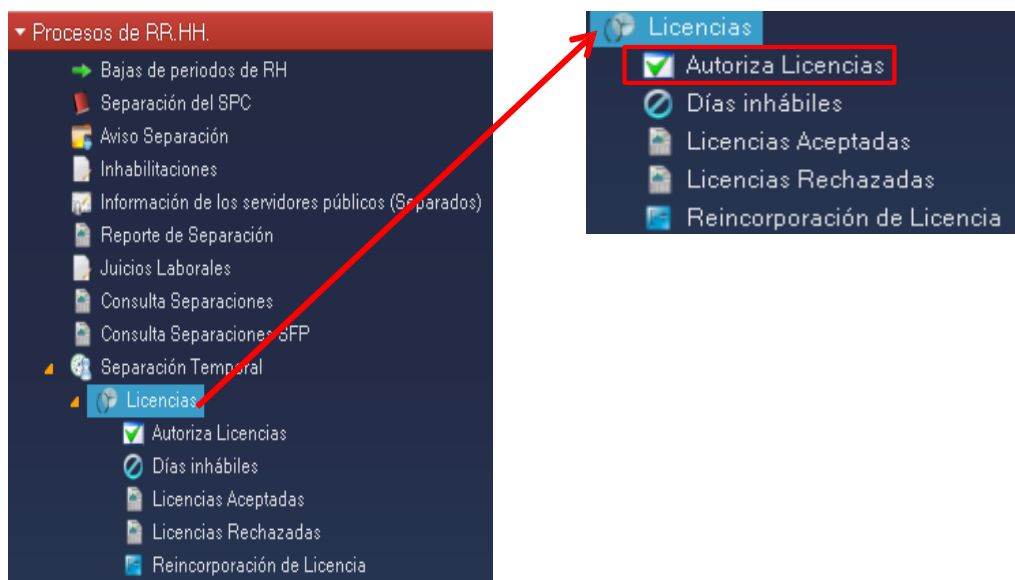 Procesos de RR.HH.
Bajas de periodos de RH
Separación del SPC
Aviso Separación
Inhabilitaciones
Información de los servidores públicos (Separados)
Reporte de Separación
Juicios Laborales
Consulta Separaciones
Consulta Separaciones SFP
Separación Temporal
Licencias
Autoriza Licencias
Días inhábiles
Licencias Aceptadas
Licencias Rechazadas
Reincorporación de Licencia
Licencias
Autoriza Licencias
Días inhábiles
Licencias Aceptadas
Licencias Rechazadas
Reincorporación de Licencia